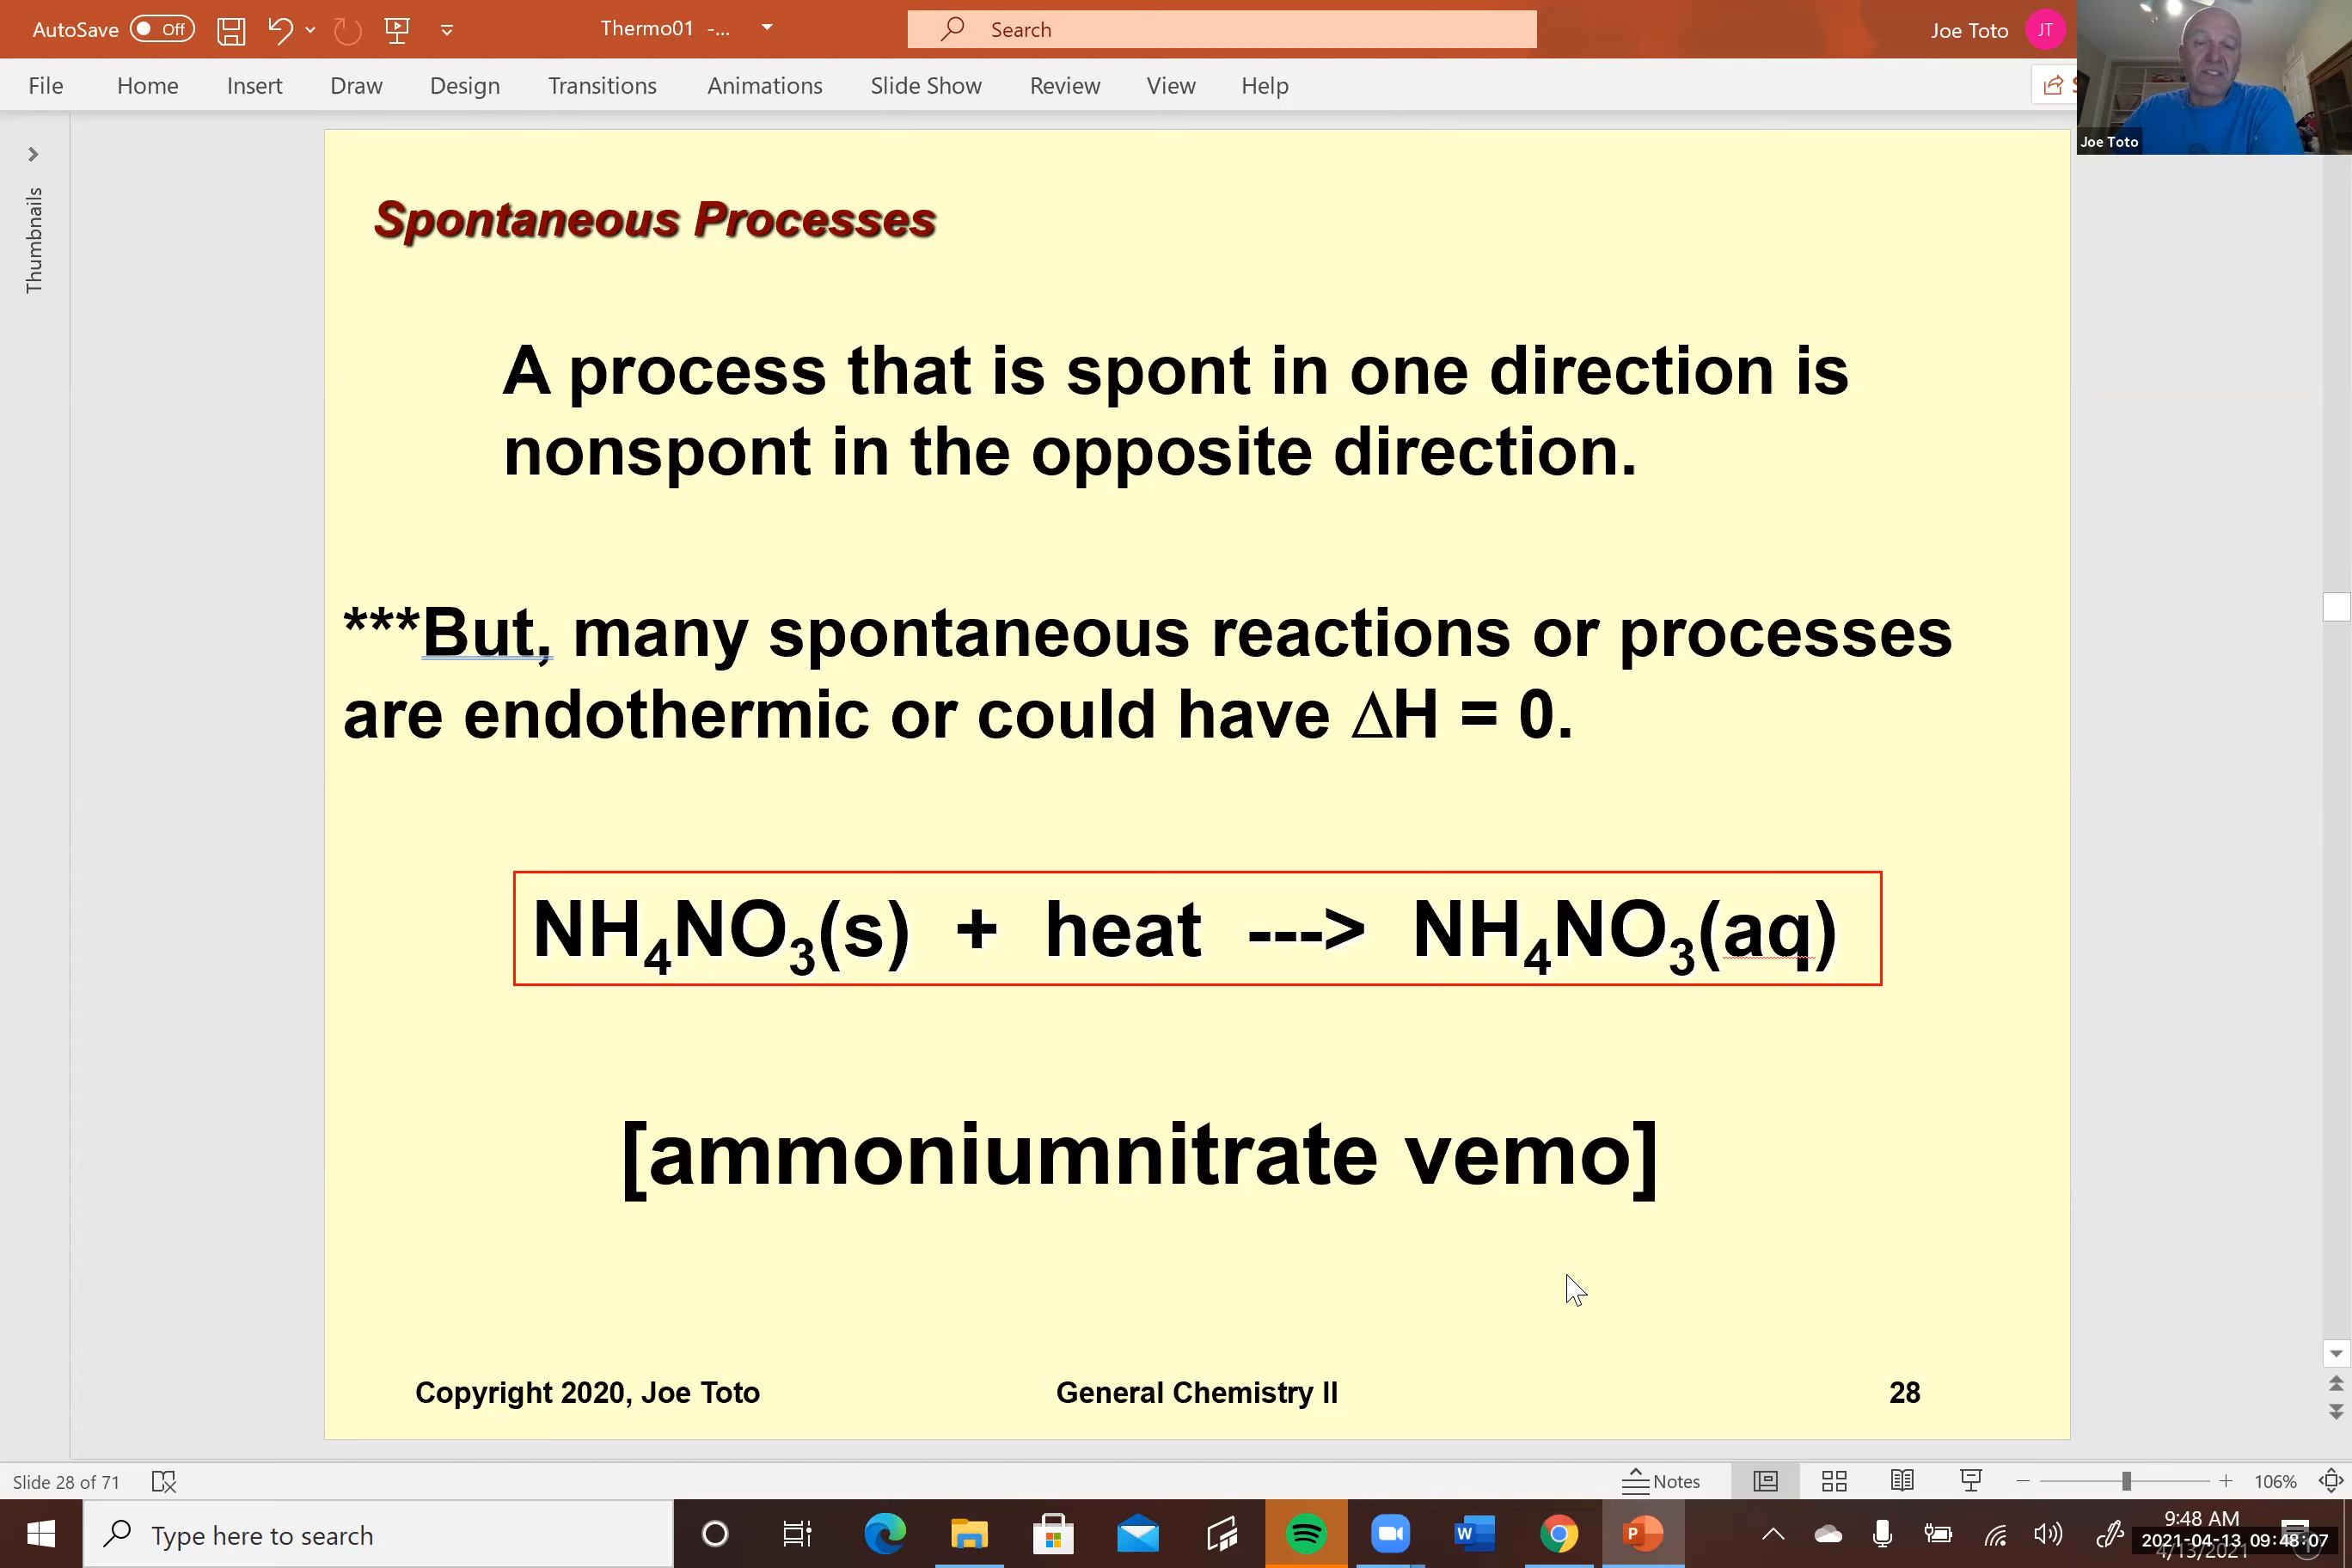 AutoSave Off Thermo01 -... Search Joe Toto JT
File Home Insert Draw Design Transitions Animations Slide Show Review View Help
Joe Toto
Thumbnails
Spontaneous Processes
A process that is spont in one direction is
nonspont in the opposite direction.
***But, many spontaneous reactions or processes
are endothermic or could have ΔH = 0.
NH₄NO₃(s) + heat ---> NH₄NO₃(aq)
[ammoniumnitrate vemo]
Copyright 2020, Joe Toto General Chemistry II 28
Slide 28 of 71 Notes 106%
Type here to search
9:48 AM
2021-04-13 09:48:07
4/13/2021